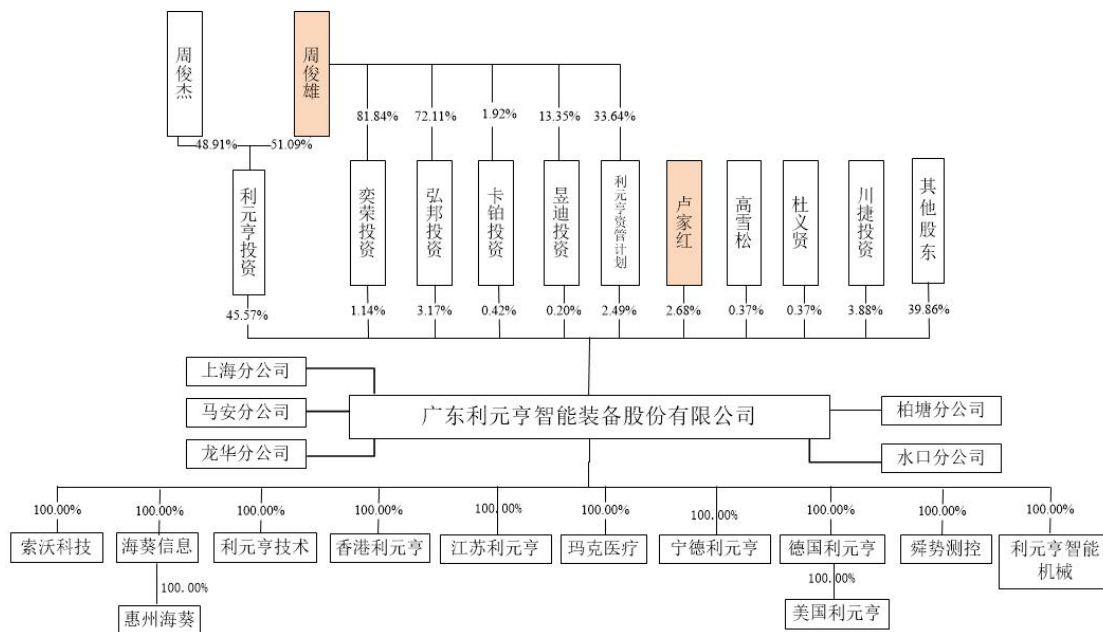 周俊杰
周俊雄
81.84%
72.11%
1.92%
13.35%
33.64%
48.91%
51.09%
利元亨投资
奕荣投资
弘邦投资
卡铂投资
昱迪投资
利元亨资管计划
卢家红
高雪松
杜义贤
川捷投资
其他股东
45.57%
1.14%
3.17%
0.42%
0.20%
2.49%
2.68%
0.37%
0.37%
3.88%
39.86%
上海分公司
马安分公司
龙华分公司
广东利元亨智能装备股份有限公司
柏塘分公司
水口分公司
100.00%
100.00%
100.00%
100.00%
100.00%
100.00%
100.00%
100.00%
100.00%
100.00%
索沃科技
海葵信息
利元亨技术
香港利元亨
江苏利元亨
玛克医疗
宁德利元亨
德国利元亨
舜势测控
利元亨智能
机械
100.00%
100.00%
惠州海葵
美国利元亨